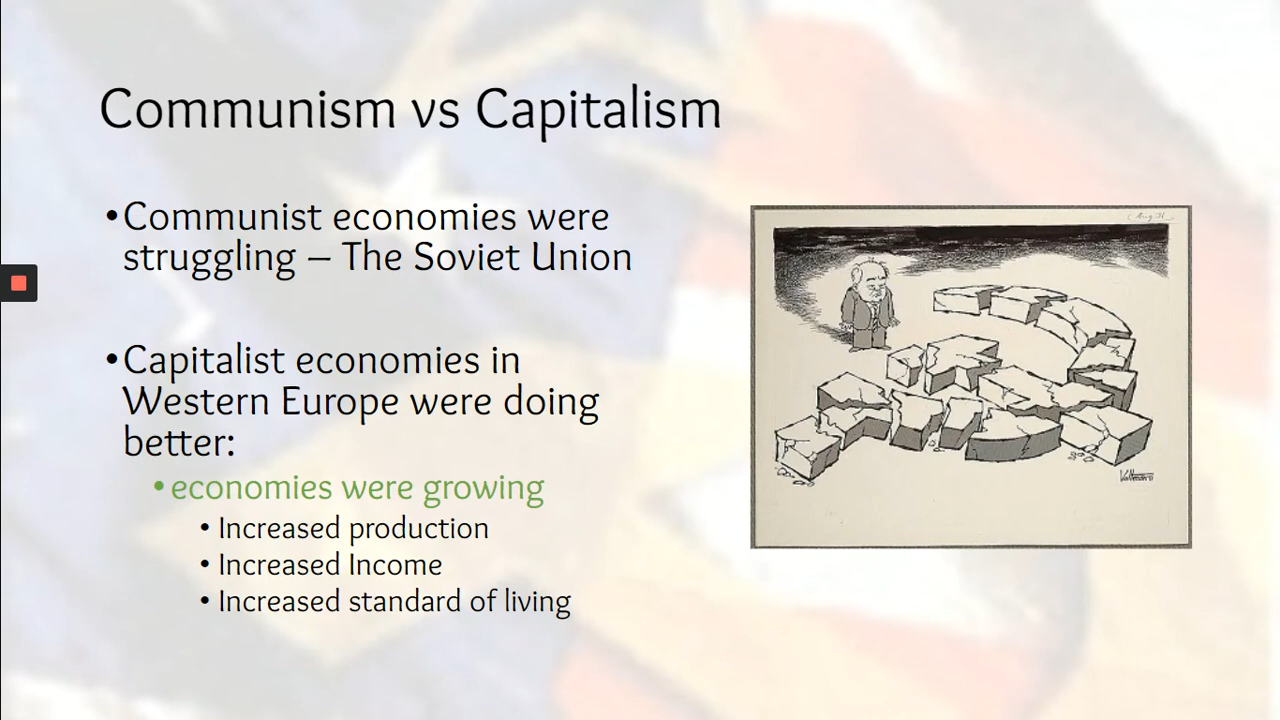 Communism vs Capitalism
•Communist economies were
struggling – The Soviet Union
•Capitalist economies in
Western Europe were doing
better:
•economies were growing
• Increased production
• Increased Income
• Increased standard of living